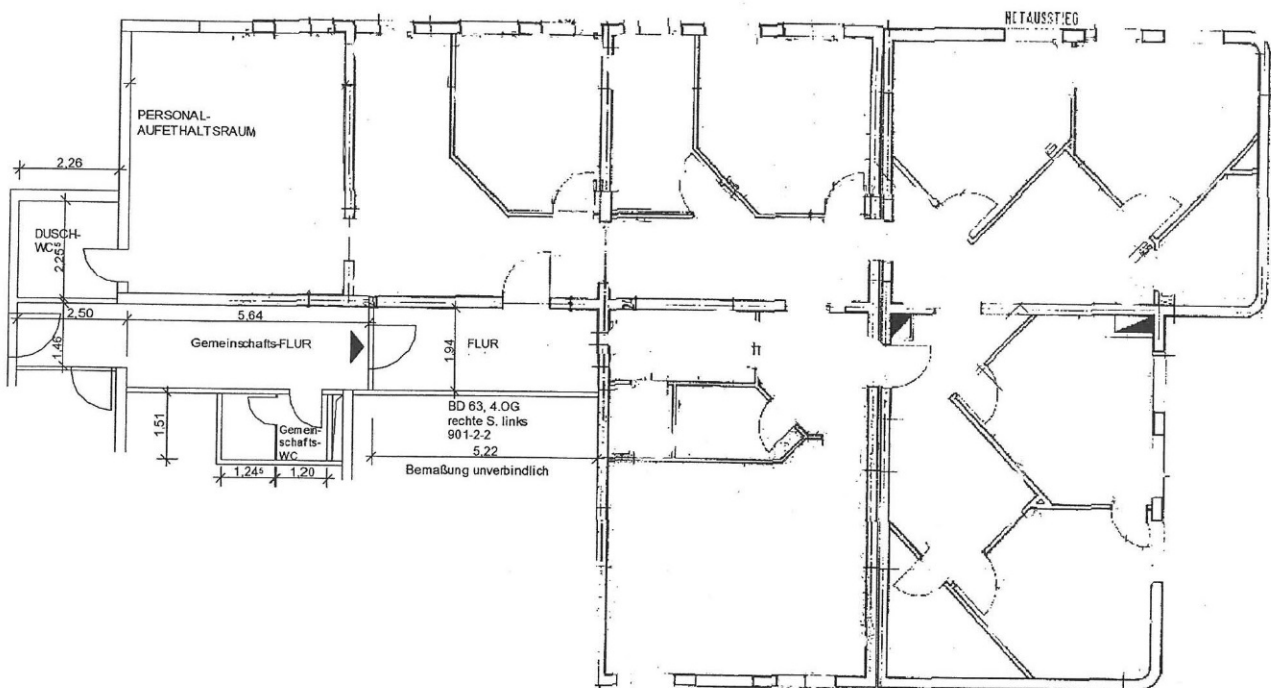 NOTAUSSTIEG
PERSONAL-
AUFETHALTSRAUM
2,26
DUSCH-
WC
2,25⁵
2,50
5,64
1,46
Gemeinschafts-FLUR
FLUR
1,94
BD 63, 4.OG
rechte S. links
901-2-2
5,22
Bemaßung unverbindlich
1,51
Gemein-
schafts-
WC
1,24⁵
1,20